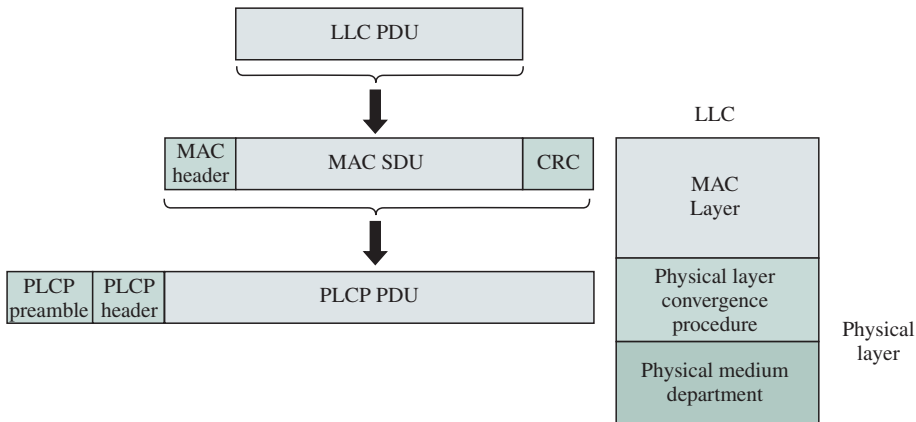 LLC PDU
MAC
header
MAC SDU
CRC
PLCP
preamble
PLCP
header
PLCP PDU
LLC
MAC
Layer
Physical layer
convergence
procedure
Physical medium
department
Physical
layer